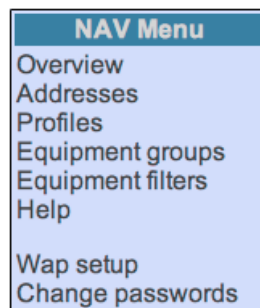 NAV Menu
Overview
Addresses
Profiles
Equipment groups
Equipment filters
Help
Wap setup
Change passwords